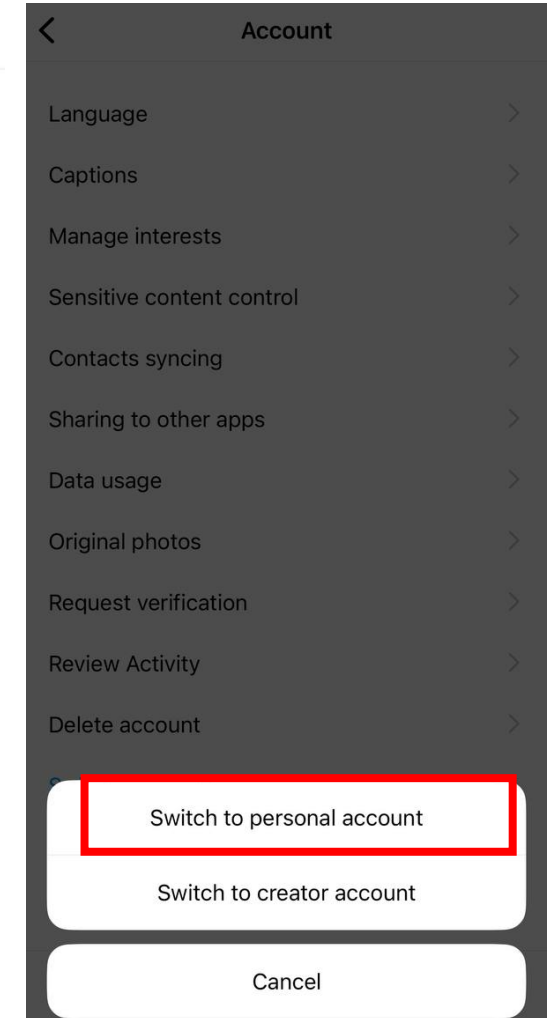 Account
Language
Captions
Manage interests
Sensitive content control
Contacts syncing
Sharing to other apps
Data usage
Original photos
Request verification
Review Activity
Delete account
Switch to personal account
Switch to creator account
Cancel